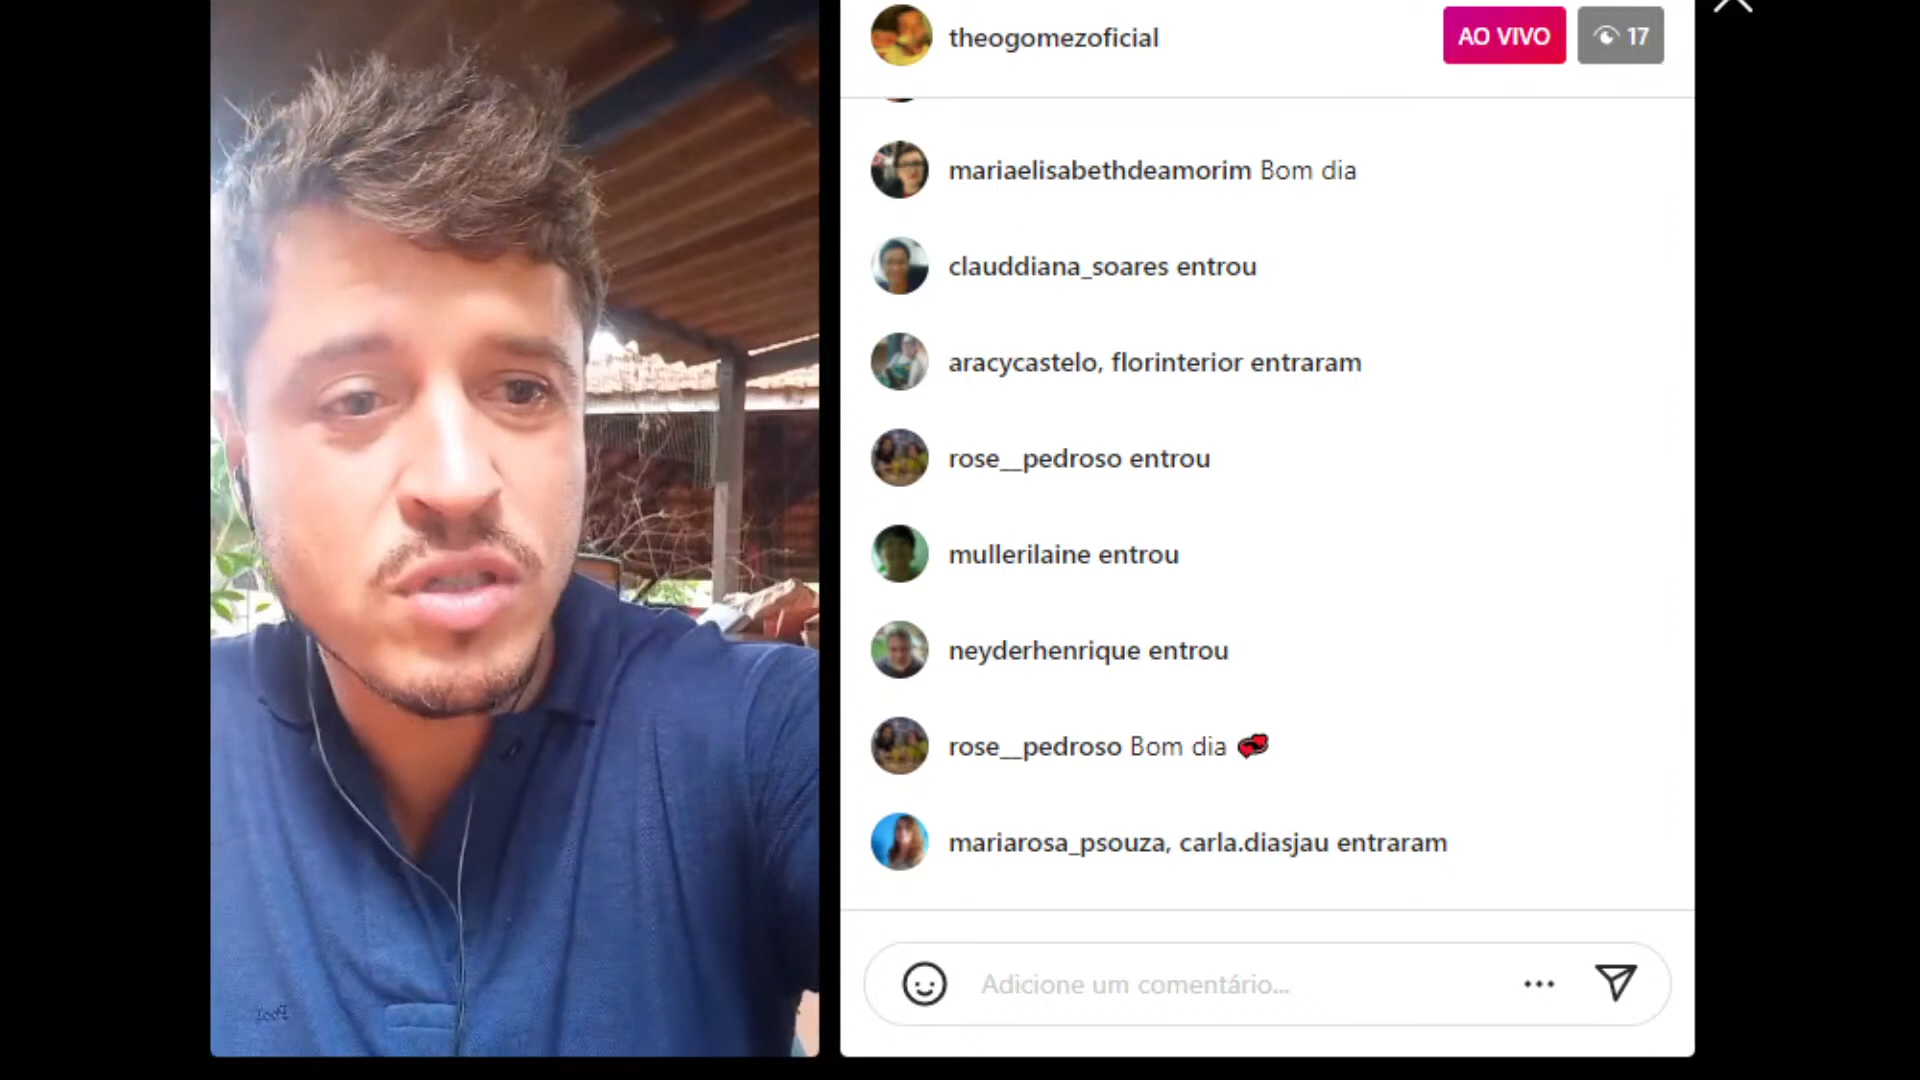 theogomezoficial
AO VIVO
17
mariaelisabethdeamorim Bom dia
clauddiana_soares entrou
aracycastelo, florinterior entraram
rose__pedroso entrou
mullerilaine entrou
neyderhenrique entrou
rose__pedroso Bom dia 💞
mariarosa_psouza, carla.diasjau entraram
Adicione um comentário...